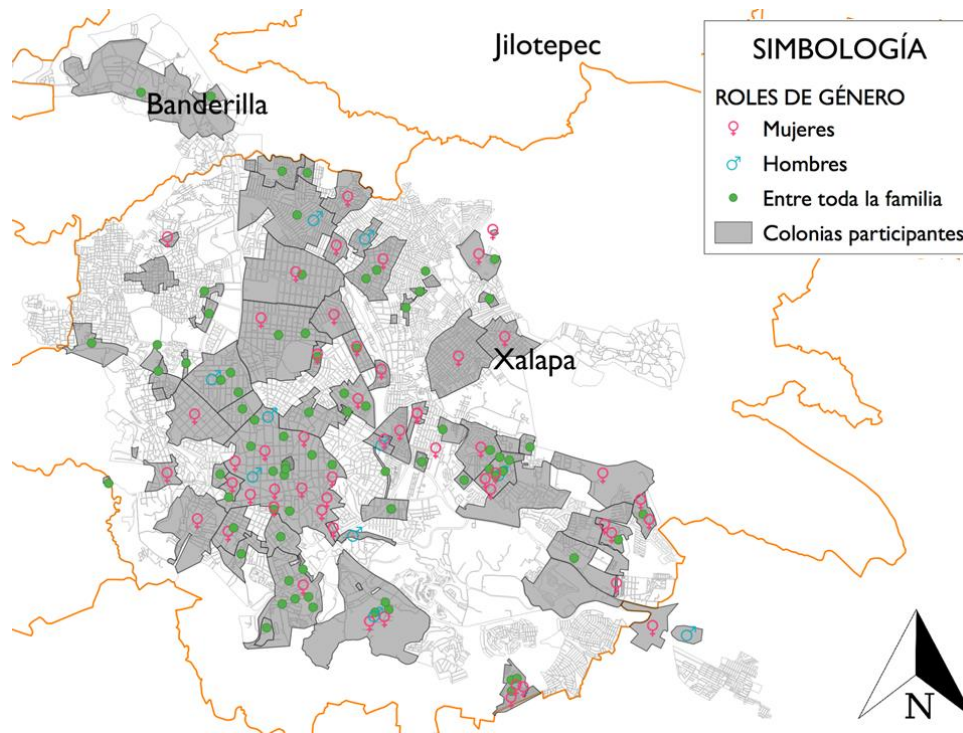 Jilotepec
Banderilla
Xalapa
SIMBOLOGÍA
ROLES DE GÉNERO
Mujeres
Hombres
Entre toda la familia
Colonias participantes
N